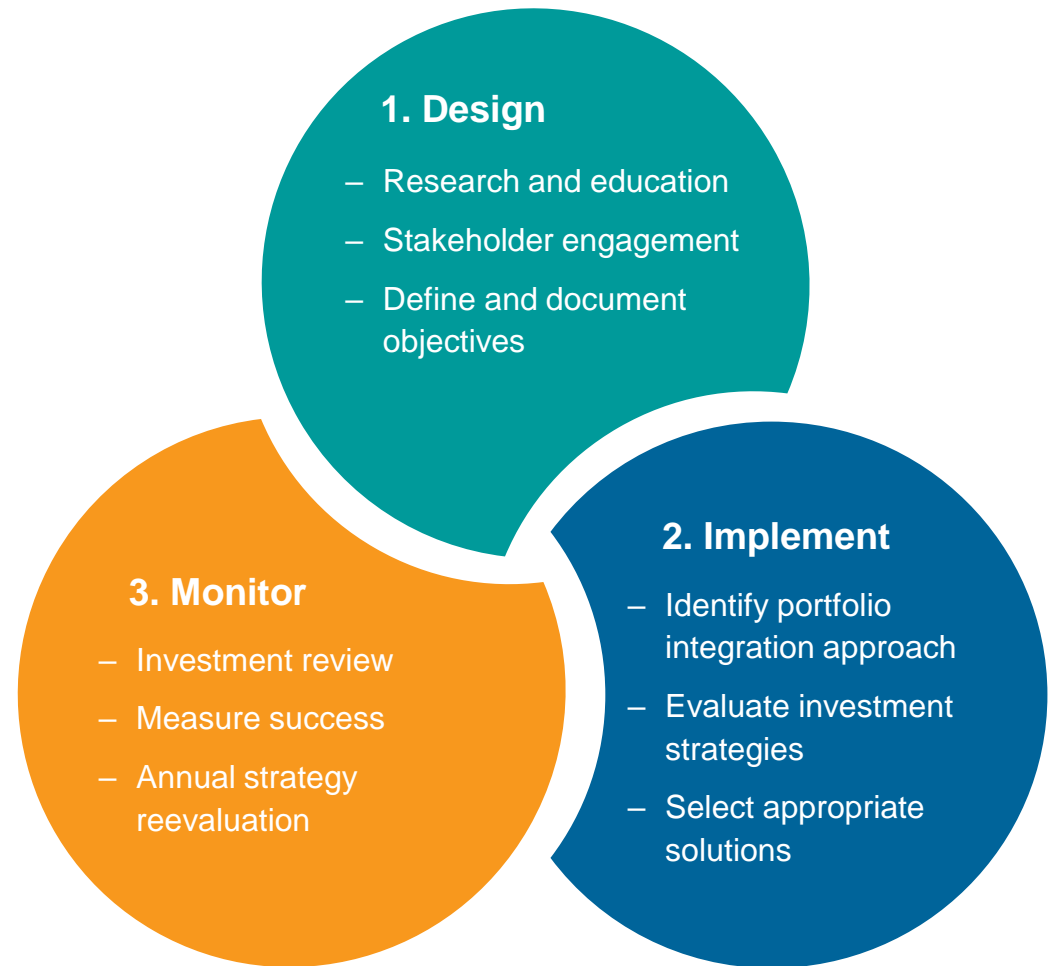 1. Design
– Research and education
– Stakeholder engagement
– Define and document
objectives
2. Implement
– Identify portfolio
integration approach
– Evaluate investment
strategies
– Select appropriate
solutions
3. Monitor
– Investment review
– Measure success
– Annual strategy
reevaluation